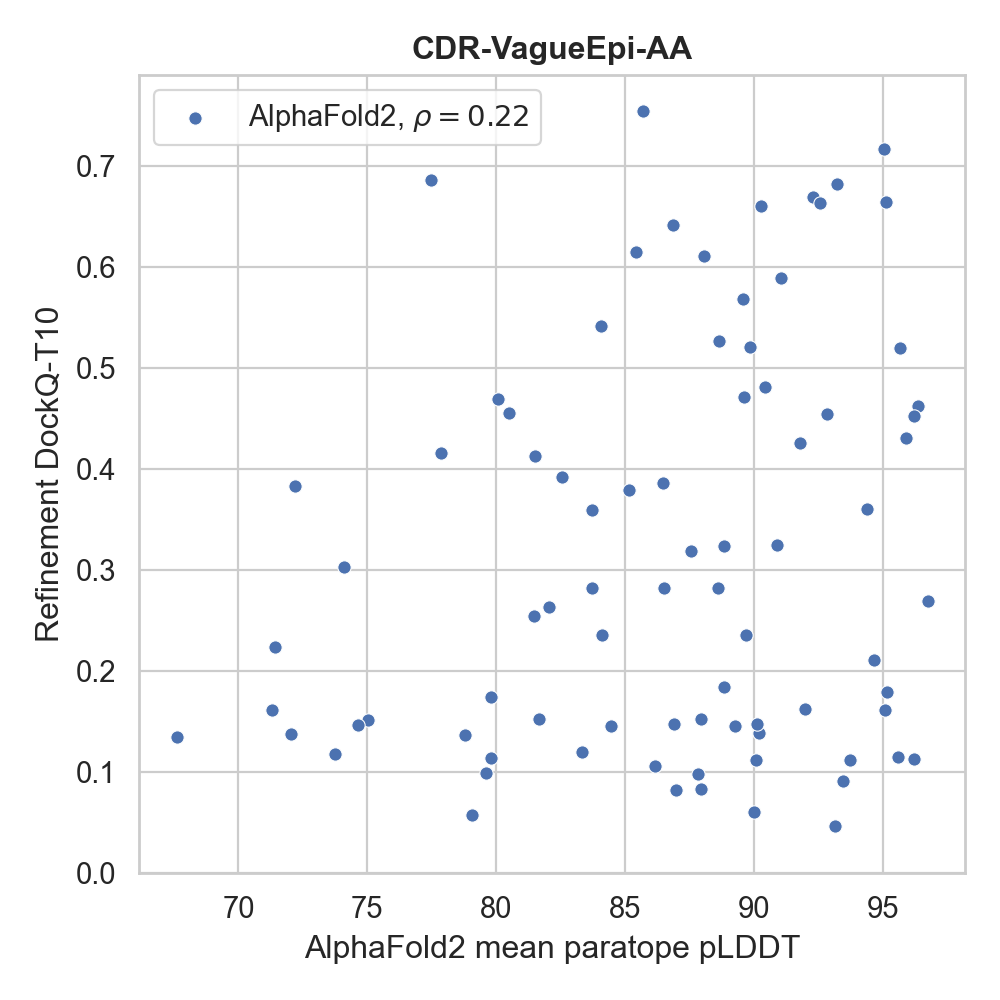 CDR-VagueEpi-AA
AlphaFold2, ρ = 0.22
Refinement DockQ-T10
0.7
0.6
0.5
0.4
0.3
0.2
0.1
0.0
70 75 80 85 90 95
AlphaFold2 mean paratope pLDDT